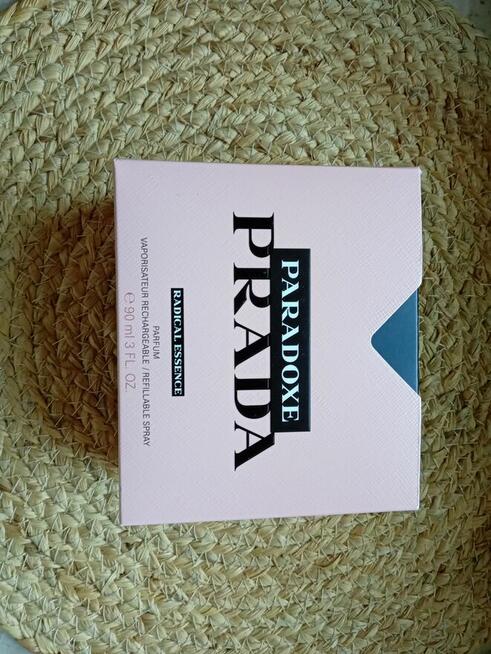 PARADOXE
PRADA
RADICAL ESSENCE
PARFUM
VAPORISATEUR RECHARGEABLE / REFILLABLE SPRAY
℮ 90 ml 3 FL. OZ.